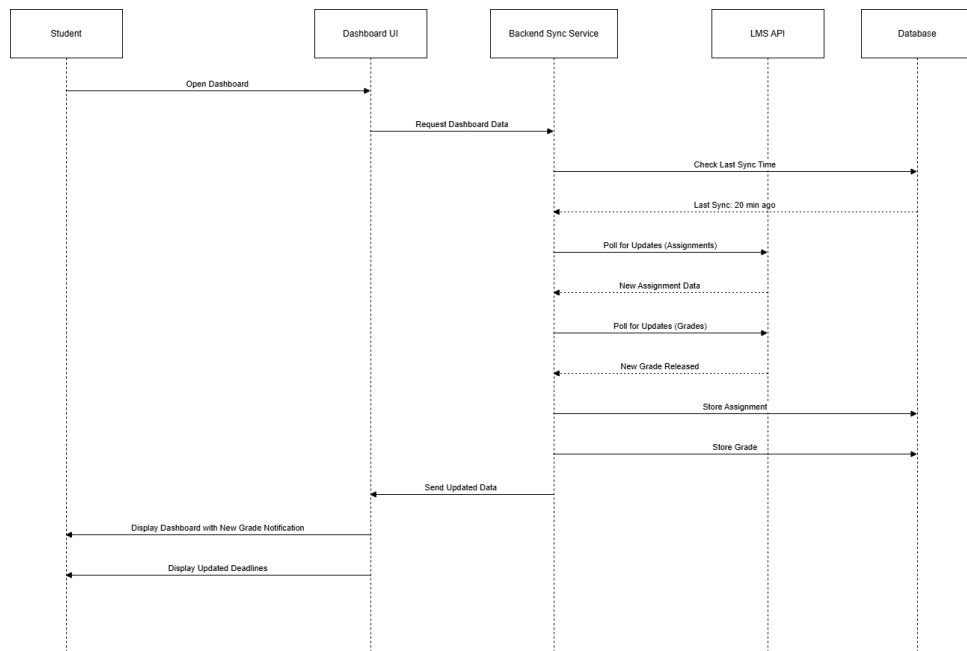 Student
Dashboard UI
Backend Sync Service
LMS API
Database
Open Dashboard
Request Dashboard Data
Check Last Sync Time
Last Sync: 20 min ago
Poll for Updates (Assignments)
New Assignment Data
Poll for Updates (Grades)
New Grade Released
Store Assignment
Store Grade
Send Updated Data
Display Dashboard with New Grade Notification
Display Updated Deadlines